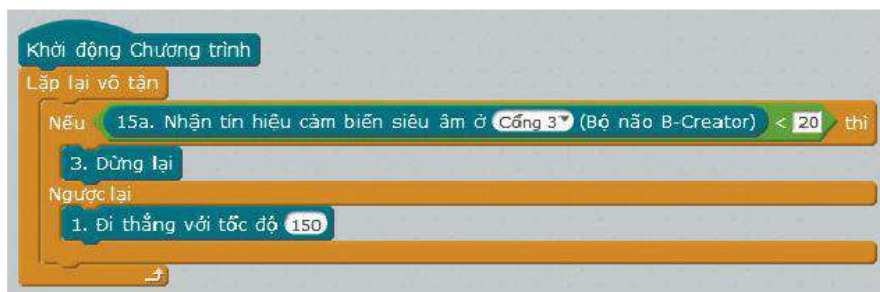 Khởi động Chương trình
Lặp lại vô tận
Nếu 15a. Nhận tín hiệu cảm biến siêu âm ở Cổng 3 (Bộ não B-Creator) < 20 thì
3. Dừng lại
Ngược lại
1. Đi thẳng với tốc độ 150